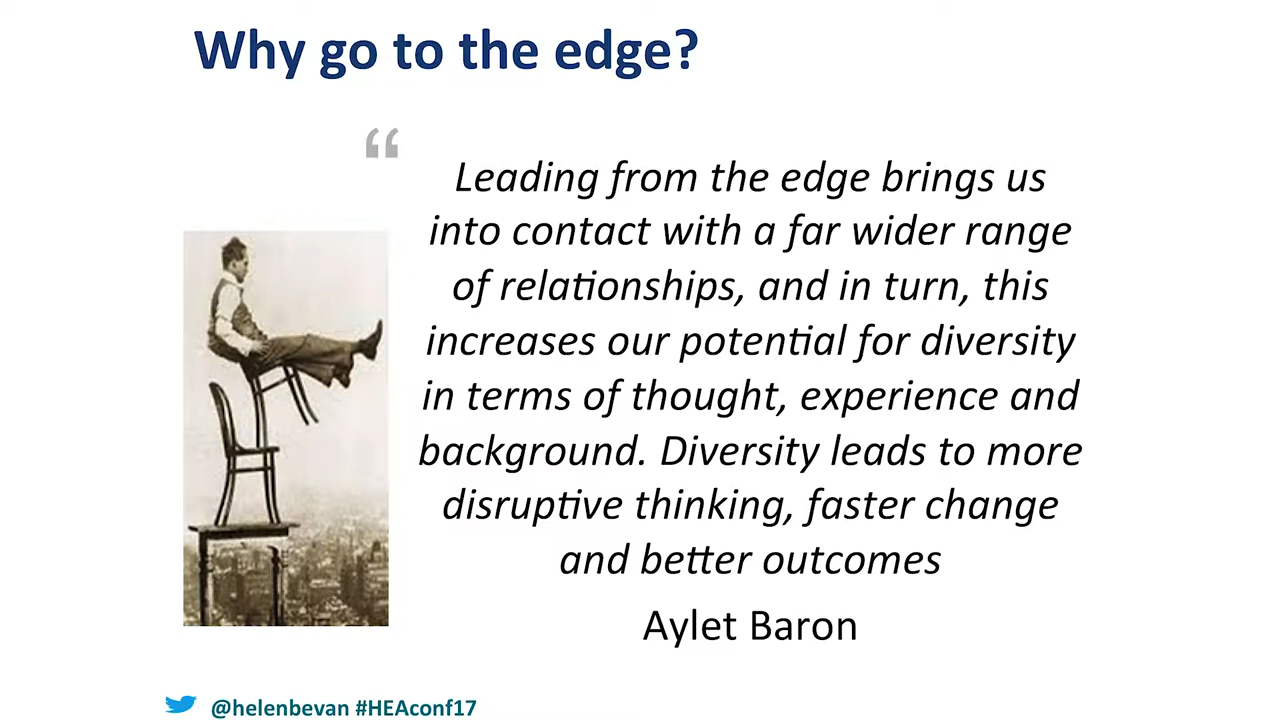 Why go to the edge?
“
Leading from the edge brings us
into contact with a far wider range
of relationships, and in turn, this
increases our potential for diversity
in terms of thought, experience and
background. Diversity leads to more
disruptive thinking, faster change
and better outcomes
Aylet Baron
@helenbevan #HEAconf17